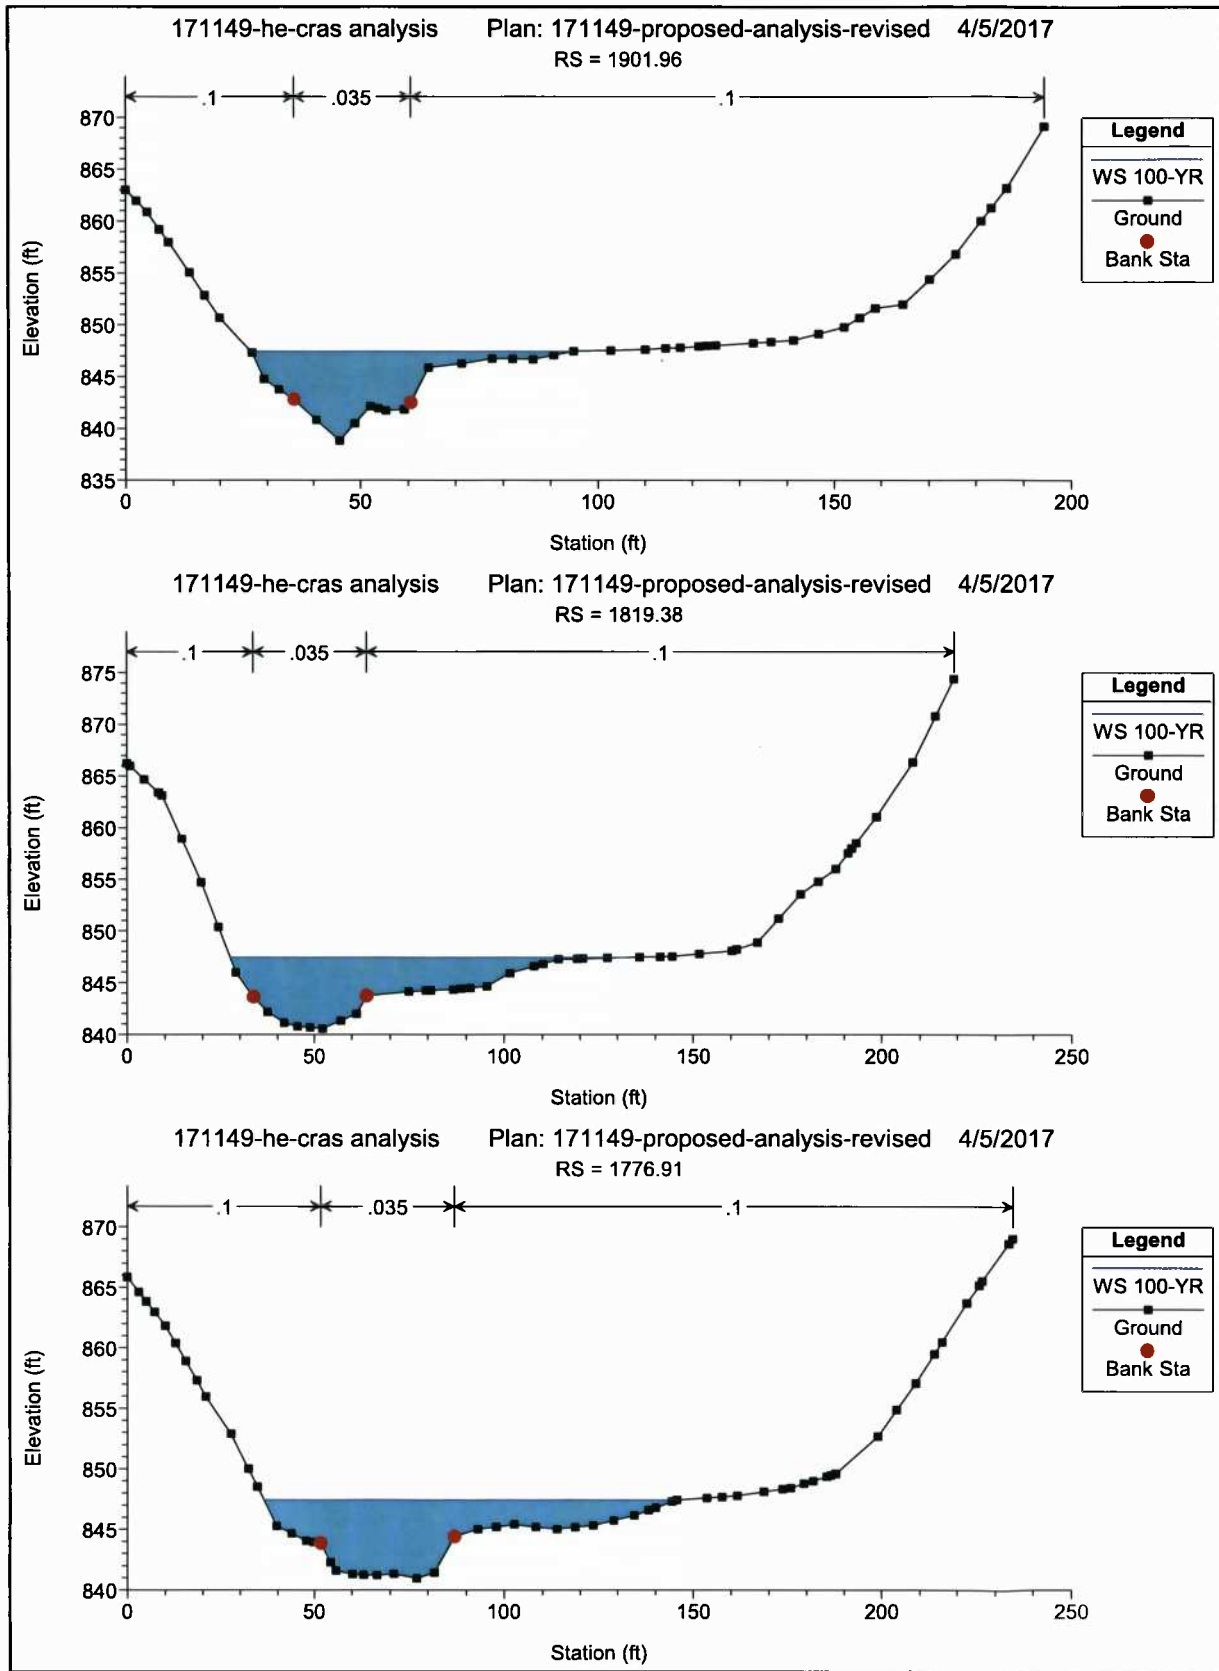 171149-he-cras analysis Plan: 171149-proposed-analysis-revised 4/5/2017
RS = 1901.96
.1 .035 .1
Elevation (ft)
870
865
860
855
850
845
840
835
0 50 100 150 200
Station (ft)
Legend
WS 100-YR
Ground
Bank Sta
171149-he-cras analysis Plan: 171149-proposed-analysis-revised 4/5/2017
RS = 1819.38
.1 .035 .1
Elevation (ft)
875
870
865
860
855
850
845
840
0 50 100 150 200 250
Station (ft)
Legend
WS 100-YR
Ground
Bank Sta
171149-he-cras analysis Plan: 171149-proposed-analysis-revised 4/5/2017
RS = 1776.91
.1 .035 .1
Elevation (ft)
870
865
860
855
850
845
840
0 50 100 150 200 250
Station (ft)
Legend
WS 100-YR
Ground
Bank Sta